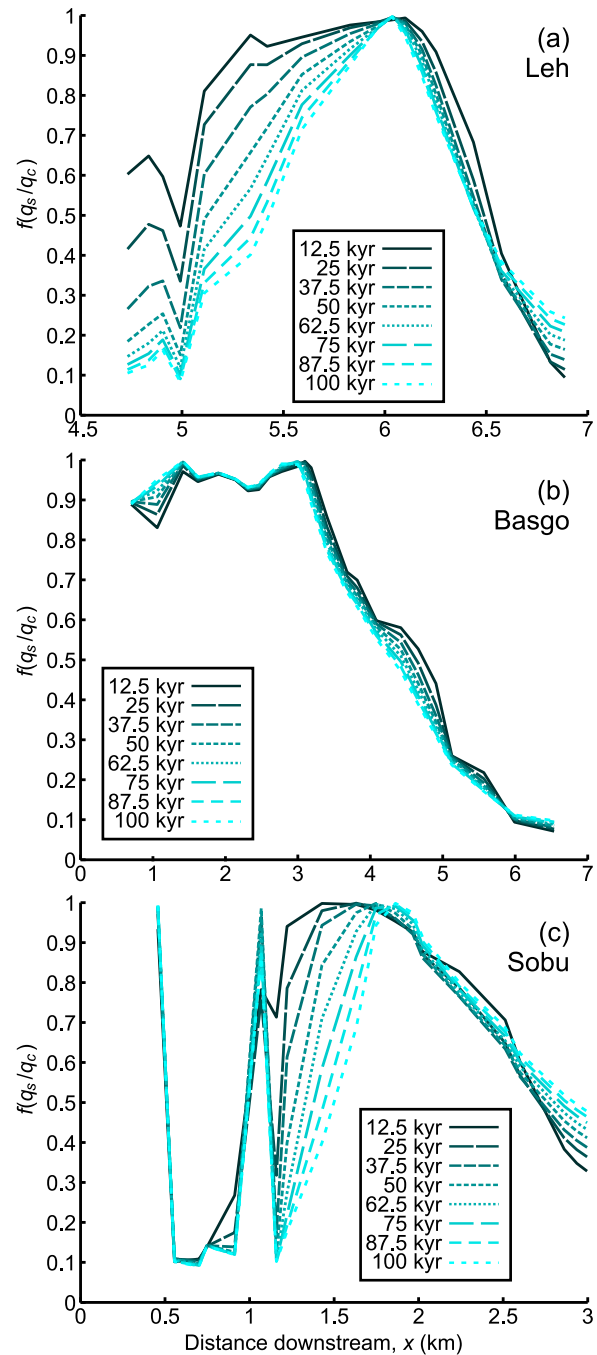 (a)
Leh
1
0.9
0.8
0.7
0.6
0.5
0.4
0.3
0.2
0.1
0
f(qs/qc)
12.5 kyr
25 kyr
37.5 kyr
50 kyr
62.5 kyr
75 kyr
87.5 kyr
100 kyr
4.5 5 5.5 6 6.5 7
(b)
Basgo
1
0.9
0.8
0.7
0.6
0.5
0.4
0.3
0.2
0.1
0
f(qs/qc)
12.5 kyr
25 kyr
37.5 kyr
50 kyr
62.5 kyr
75 kyr
87.5 kyr
100 kyr
0 1 2 3 4 5 6 7
(c)
Sobu
1
0.9
0.8
0.7
0.6
0.5
0.4
0.3
0.2
0.1
0
f(qs/qc)
12.5 kyr
25 kyr
37.5 kyr
50 kyr
62.5 kyr
75 kyr
87.5 kyr
100 kyr
0 0.5 1 1.5 2 2.5 3
Distance downstream, x (km)